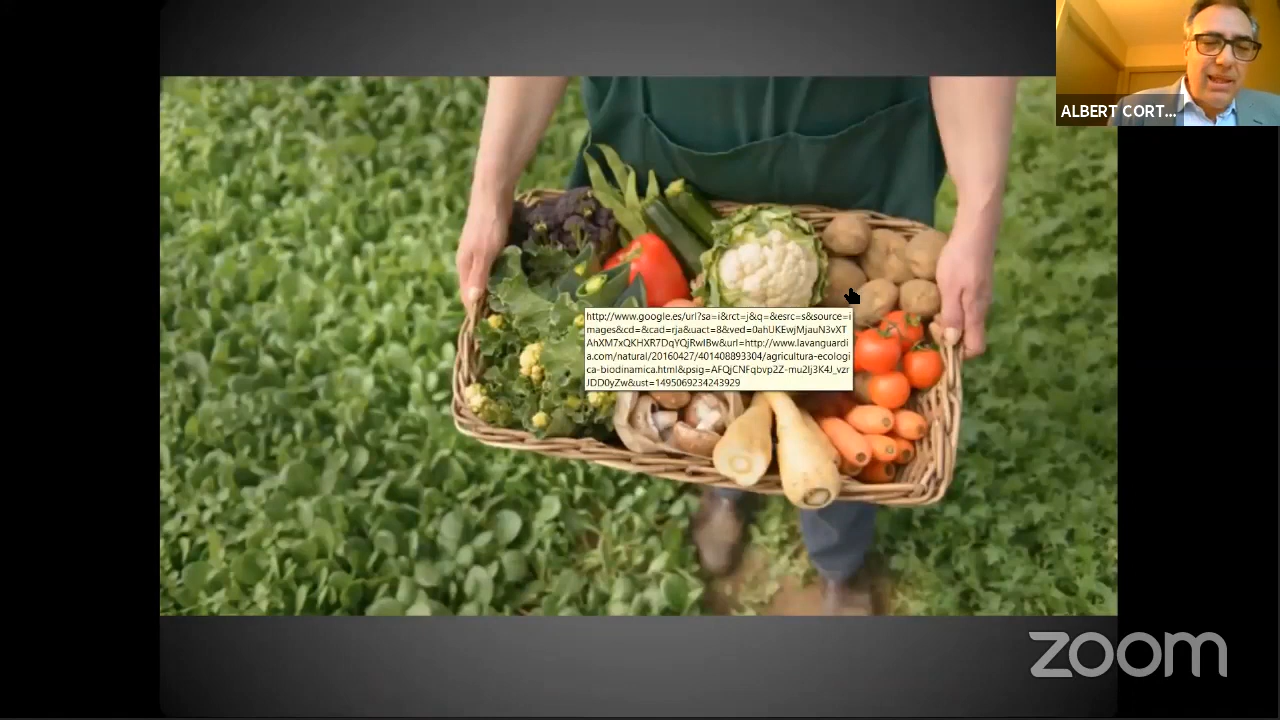 ALBERT CORT...
http://www.google.es/url?sa=i&rct=j&q=&esrc=s&source=i
mages&cd=&cad=rja&uact=8&ved=0ahUKEwjMjauN3vXT
AhXM7xQKHXR7DqYQjRwIBw&url=http://www.lavanguardi
a.com/natural/20160427/401408893304/agricultura-ecologi
ca-biodinamica.html&psig=AFQjCNFqbvp2Z-mu2Ij3K4J_vzr
JDD0yZw&ust=1495069234243929
zoom